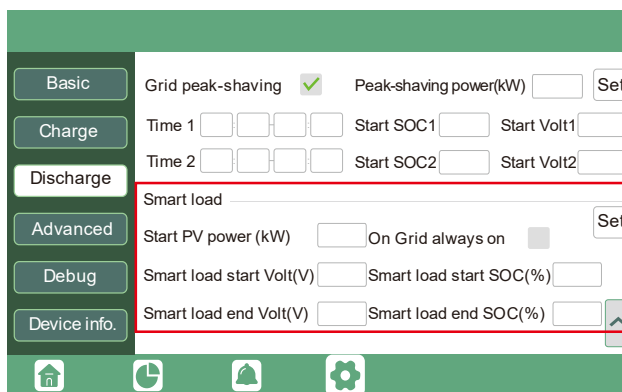 Basic
Charge
Discharge
Advanced
Debug
Device info.
Grid peak-shaving Peak-shaving power(kW) Set
Time 1 Start SOC1 Start Volt1
Time 2 Start SOC2 Start Volt2
Smart load
Set
Start PV power (kW) On Grid always on
Smart load start Volt(V) Smart load start SOC(%)
Smart load end Volt(V) Smart load end SOC(%)